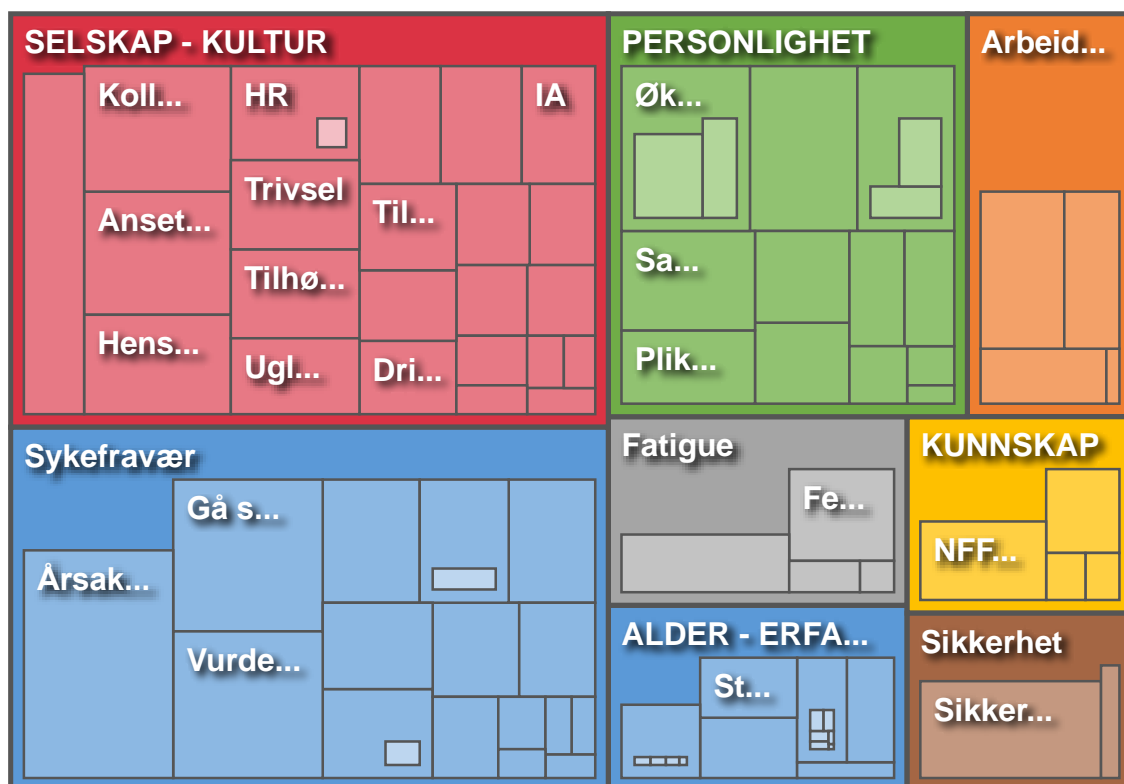 SELSKAP - KULTUR
Koll...
HR
IA
Anset...
Trivsel
Til...
Tilhø...
Hens...
Ugl...
Dri...
PERSONLIGHET
Øk...
Sa...
Plik...
Arbeid...
Sykefravær
Gå s...
Årsak...
Vurde...
Fatigue
Fe...
KUNNSKAP
NFF...
ALDER - ERFA...
St...
Sikkerhet
Sikker...